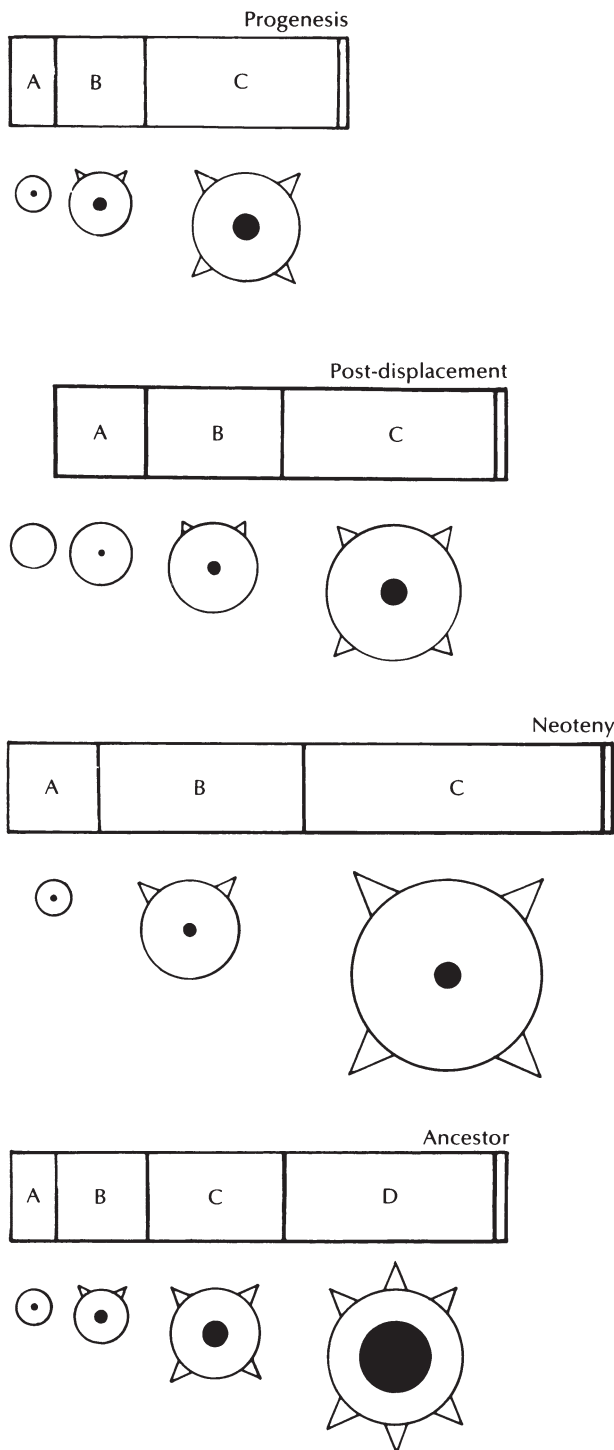 Progenesis
A B C
Post-displacement
A B C
Neoteny
A B C
Ancestor
A B C D